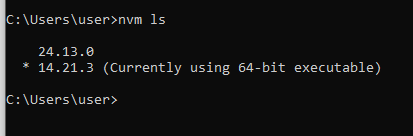 C:\Users\user>nvm ls
24.13.0
* 14.21.3 (Currently using 64-bit executable)
C:\Users\user>